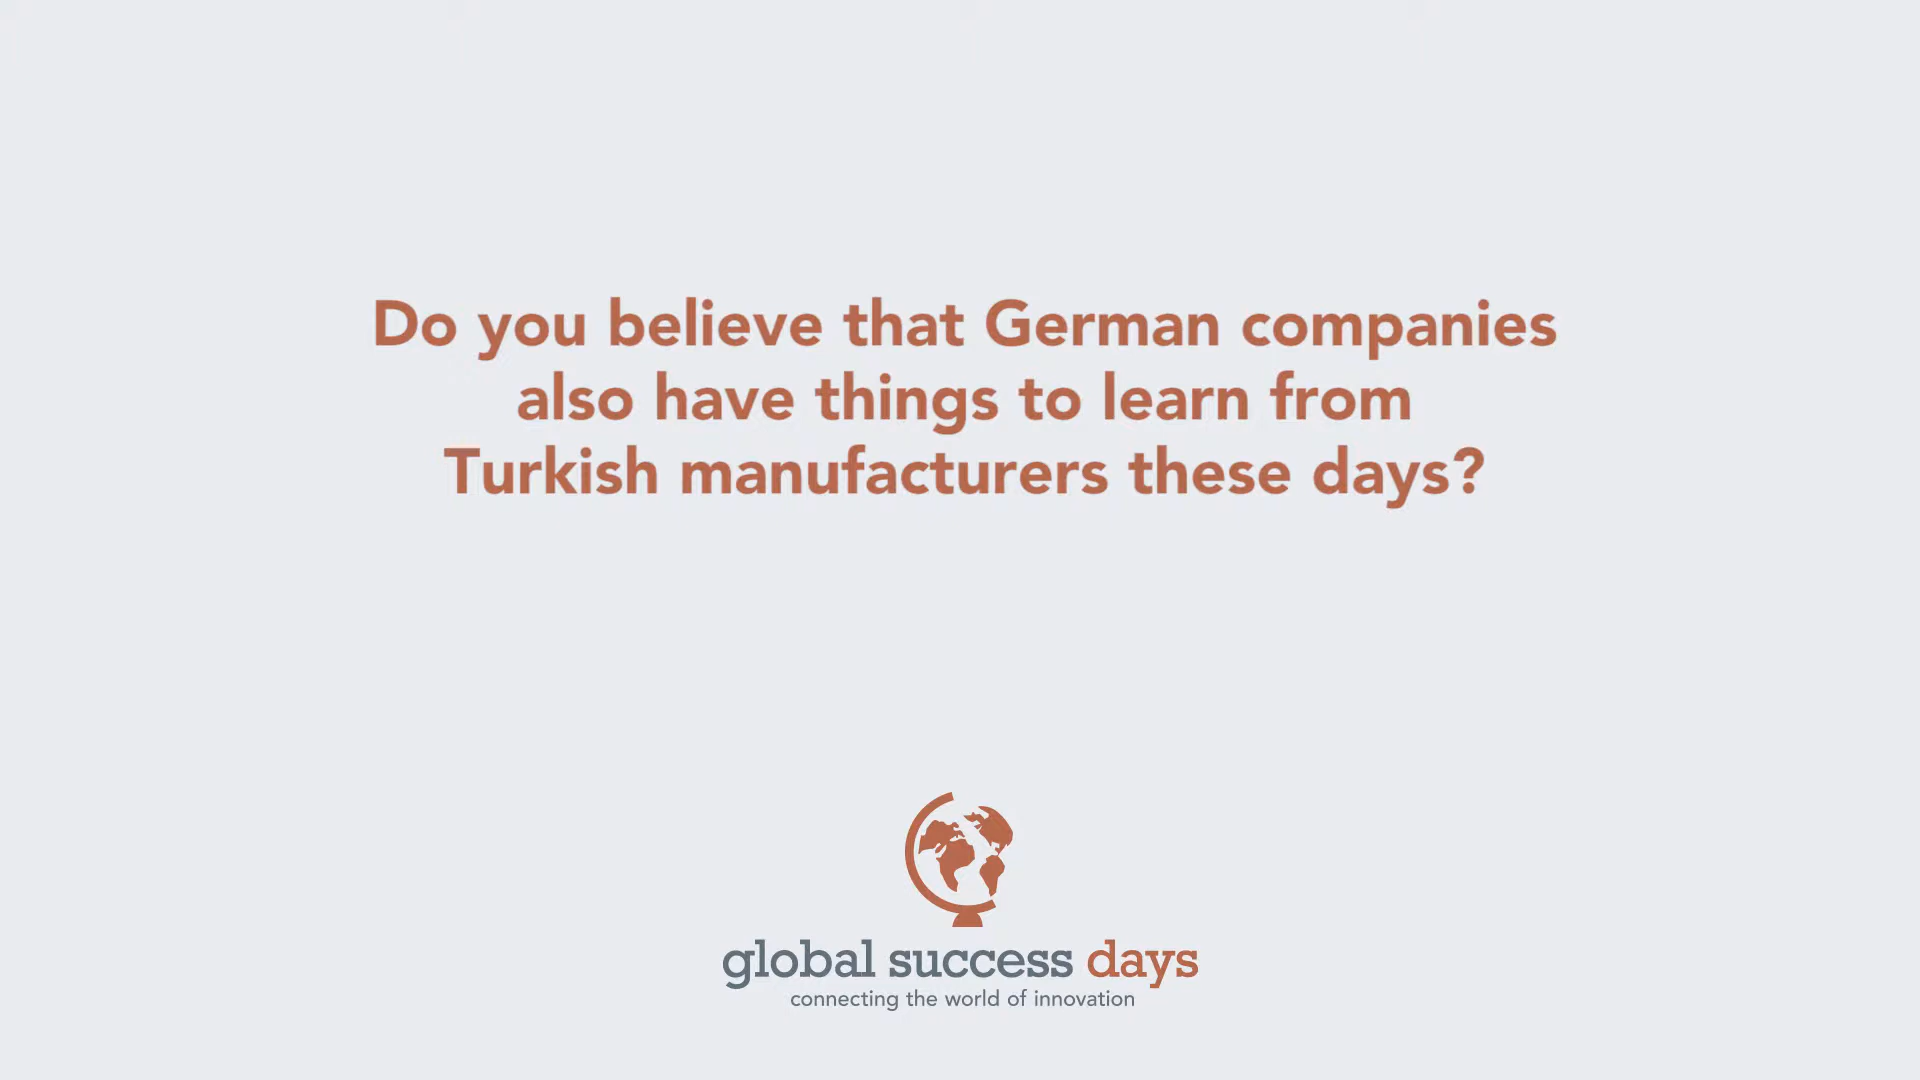 Do you believe that German companies
also have things to learn from
Turkish manufacturers these days?
global success days
connecting the world of innovation